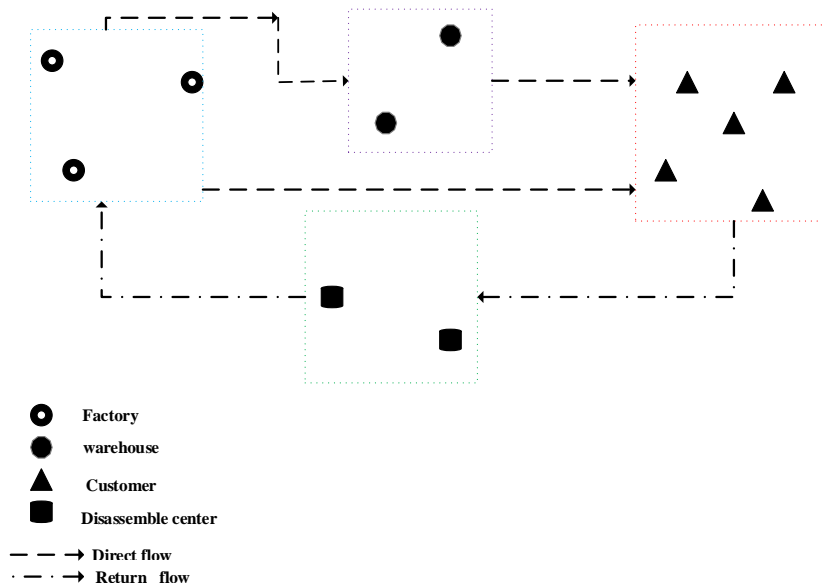 Factory
warehouse
Customer
Disassemble center
Direct flow
Return flow